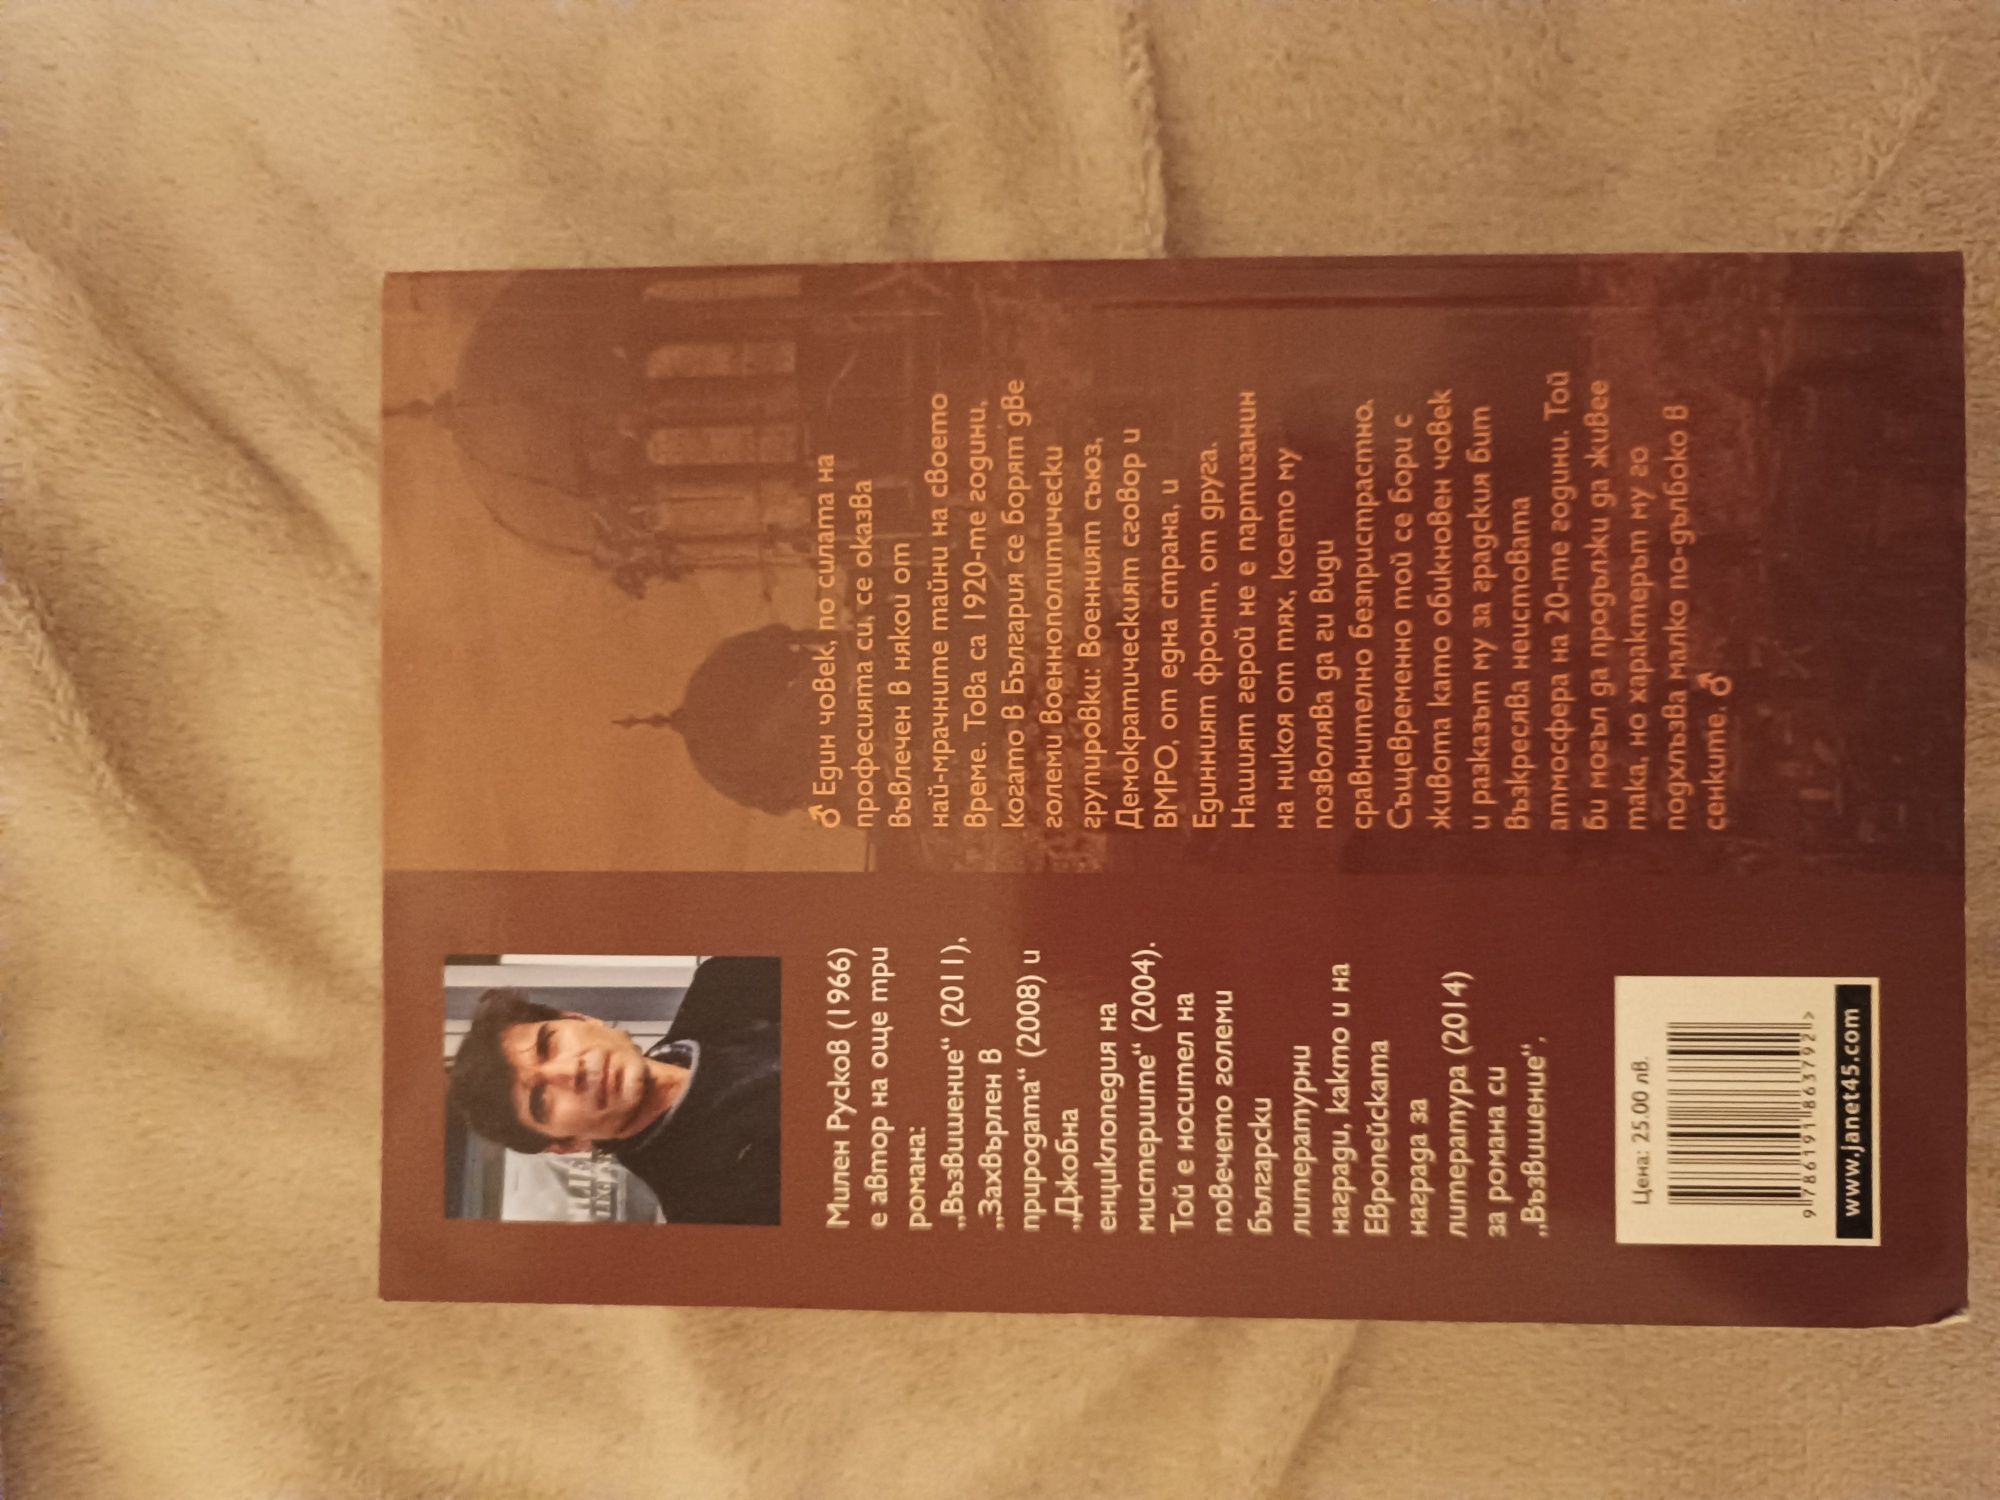 Милен Русков (1966)
е автор на още три
романа:
„Възвишение“ (2011),
„Захвърлен в
природата“ (2008) и
„Джобна
енциклопедия на
мистериите“ (2004).
Той е носител на
повечето големи
български
литературни
награди, както и на
Европейската
награда за
литература (2014)
за романа си
„Възвишение“.
♂ Един човек, по силата на
професията си, се оказва
въвлечен в някои от
най-мрачните тайни на своето
време. Това са 1920-те години,
когато в България се борят две
големи военнополитически
групировки: Военният съюз,
Демократическият сговор и
ВМРО, от една страна, и
Единният фронт, от друга.
Нашият герой не е партизанин
на никоя от тях, което му
позволява да ги види
сравнително безпристрастно.
Същевременно той се бори с
живота като обикновен човек
и разказът му за градския бит
възкресява неистовата
атмосфера на 20-те години. Той
би могъл да продължи да живее
така, но характерът му го
подхлъзва малко по-дълбоко в
сенките. ♂
Цена: 25.00 лв.
9 786191 863792 >
www.janet45.com